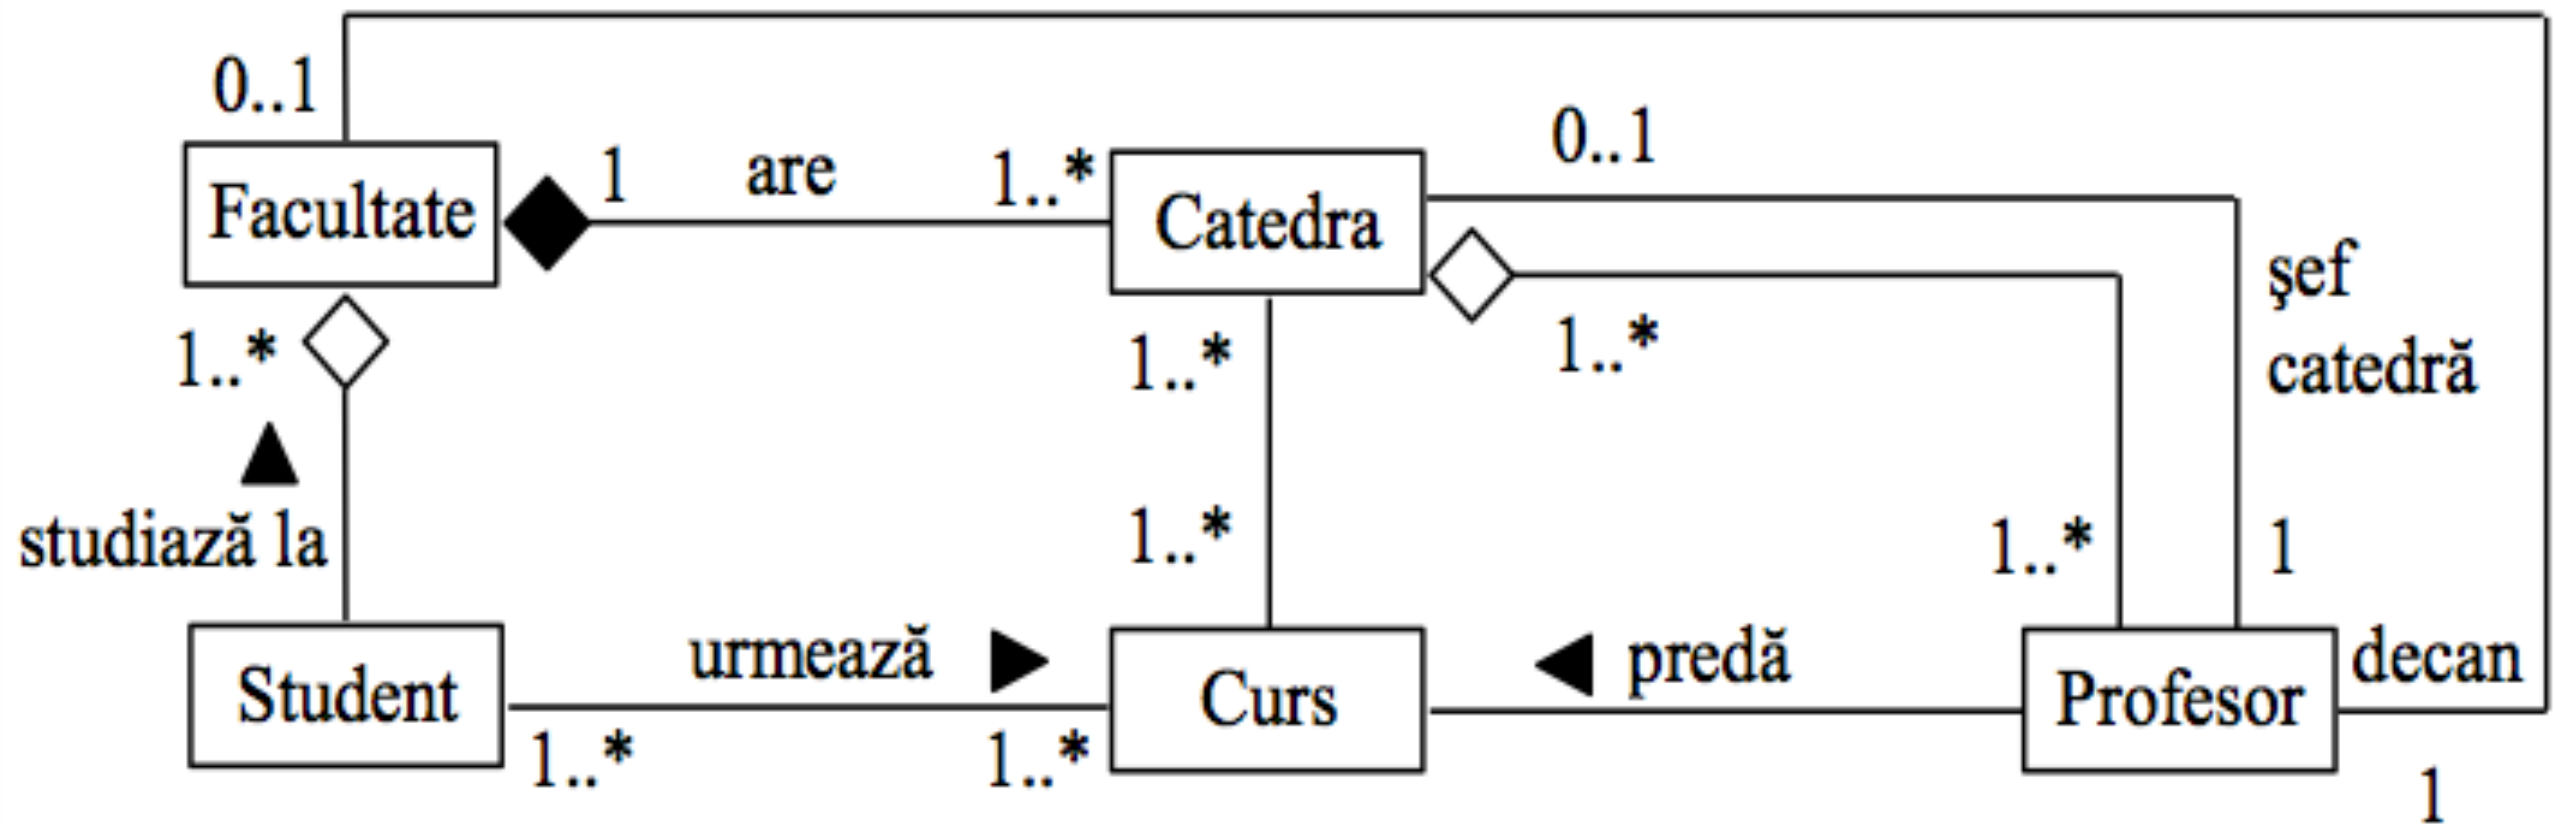 0..1
Facultate
1
are
1..*
Catedra
0..1
şef
catedră
1..*
1..*
1..*
studiază la
1..*
1..*
1
Student
urmează
Curs
predă
Profesor
decan
1..*
1..*
1